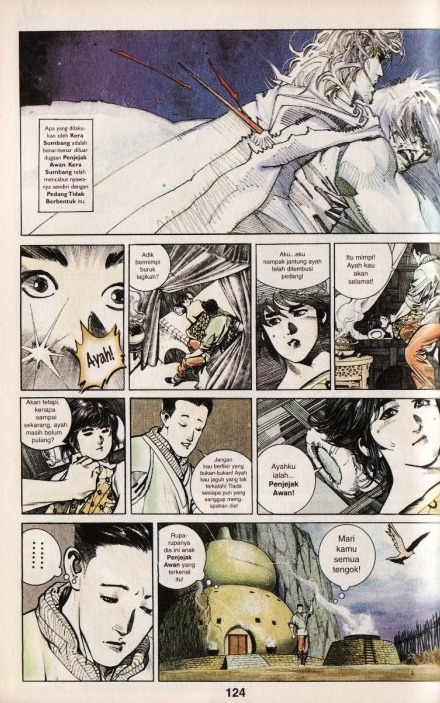 Apa yang dilaku-
kan oleh Kera
Sumbang adalah
benar-benar diluar
dugaan Penjejak
Awan. Kera
Sumbang telah
mencabut nyawa-
nya sendiri dengan
Pedang Tidak
Berbentuk itu.
Ayah!
Adik
bermimpi
buruk
lagikah?
Aku...aku
nampak jantung ayah
telah ditembusi
pedang!
Itu mimpi!
Ayah kau
akan
selamat!
Akan tetapi,
kenapa
sampai
sekarang, ayah
masih belum
pulang?
Jangan
kau berfikir yang
bukan-bukan! Ayah
kau jaguh yang tak
terkalah! Tiada
sesiapa pun yang
sanggup meng-
apakan dia!
Ayahku
ialah...
Penjejak
Awan!
Rupa-
rupanya
dia ini anak
Penjejak
Awan yang
terkenal
itu!
Mari
kamu
semua
tengok!
124